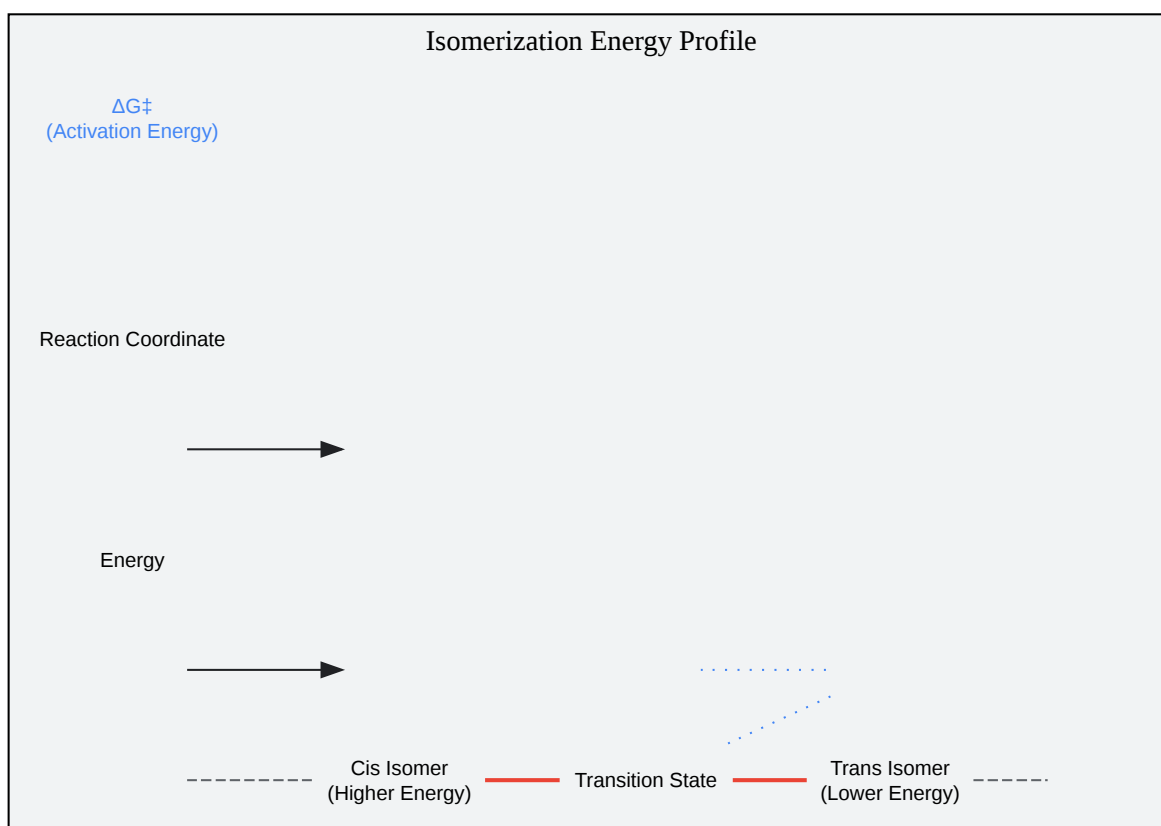 Isomerization Energy Profile
ΔG‡
(Activation Energy)
Reaction Coordinate
Energy
Cis Isomer
(Higher Energy)
Transition State
Trans Isomer
(Lower Energy)